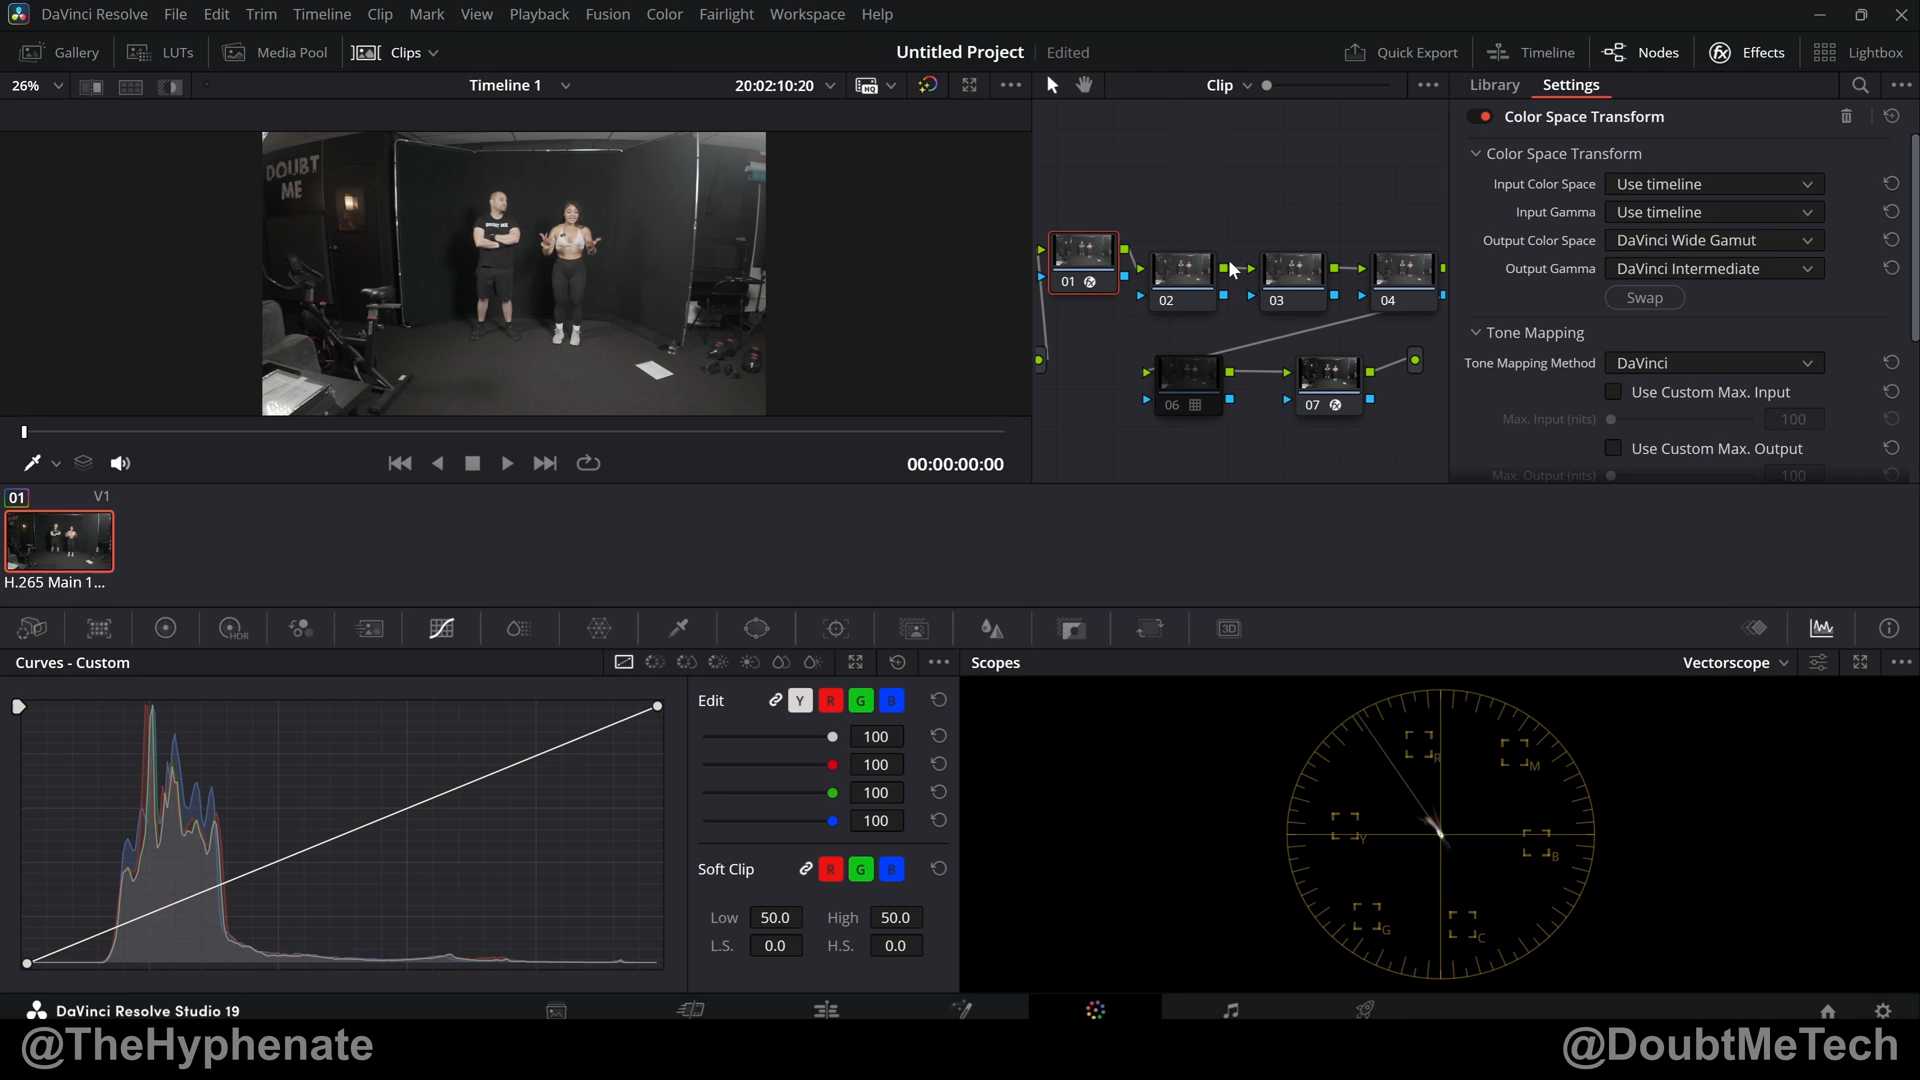 DaVinci Resolve File Edit Trim Timeline Clip Mark View Playback Fusion Color Fairlight Workspace Help
Gallery LUTs Media Pool Clips Untitled Project Edited Quick Export Timeline Nodes Effects Lightbox
26% Timeline 1 20:02:10:20 HQ Clip Library Settings
Color Space Transform
Color Space Transform
Input Color Space Use timeline
Input Gamma Use timeline
Output Color Space DaVinci Wide Gamut
Output Gamma DaVinci Intermediate
Swap
Tone Mapping
Tone Mapping Method DaVinci
Use Custom Max. Input
Max. Input (nits) 100
Use Custom Max. Output
Max. Output (nits) 100
DOUBT
ME
01 fx
02
03
04
06
07 fx
00:00:00:00
01 V1
H.265 Main 1...
HDR
3D
Curves - Custom
Scopes
Vectorscope
Edit Y R G B
100
100
100
100
Soft Clip R G B
Low 50.0 High 50.0
L.S. 0.0 H.S. 0.0
R
M
Y
B
G
C
DaVinci Resolve Studio 19
@TheHyphenate
@DoubtMeTech